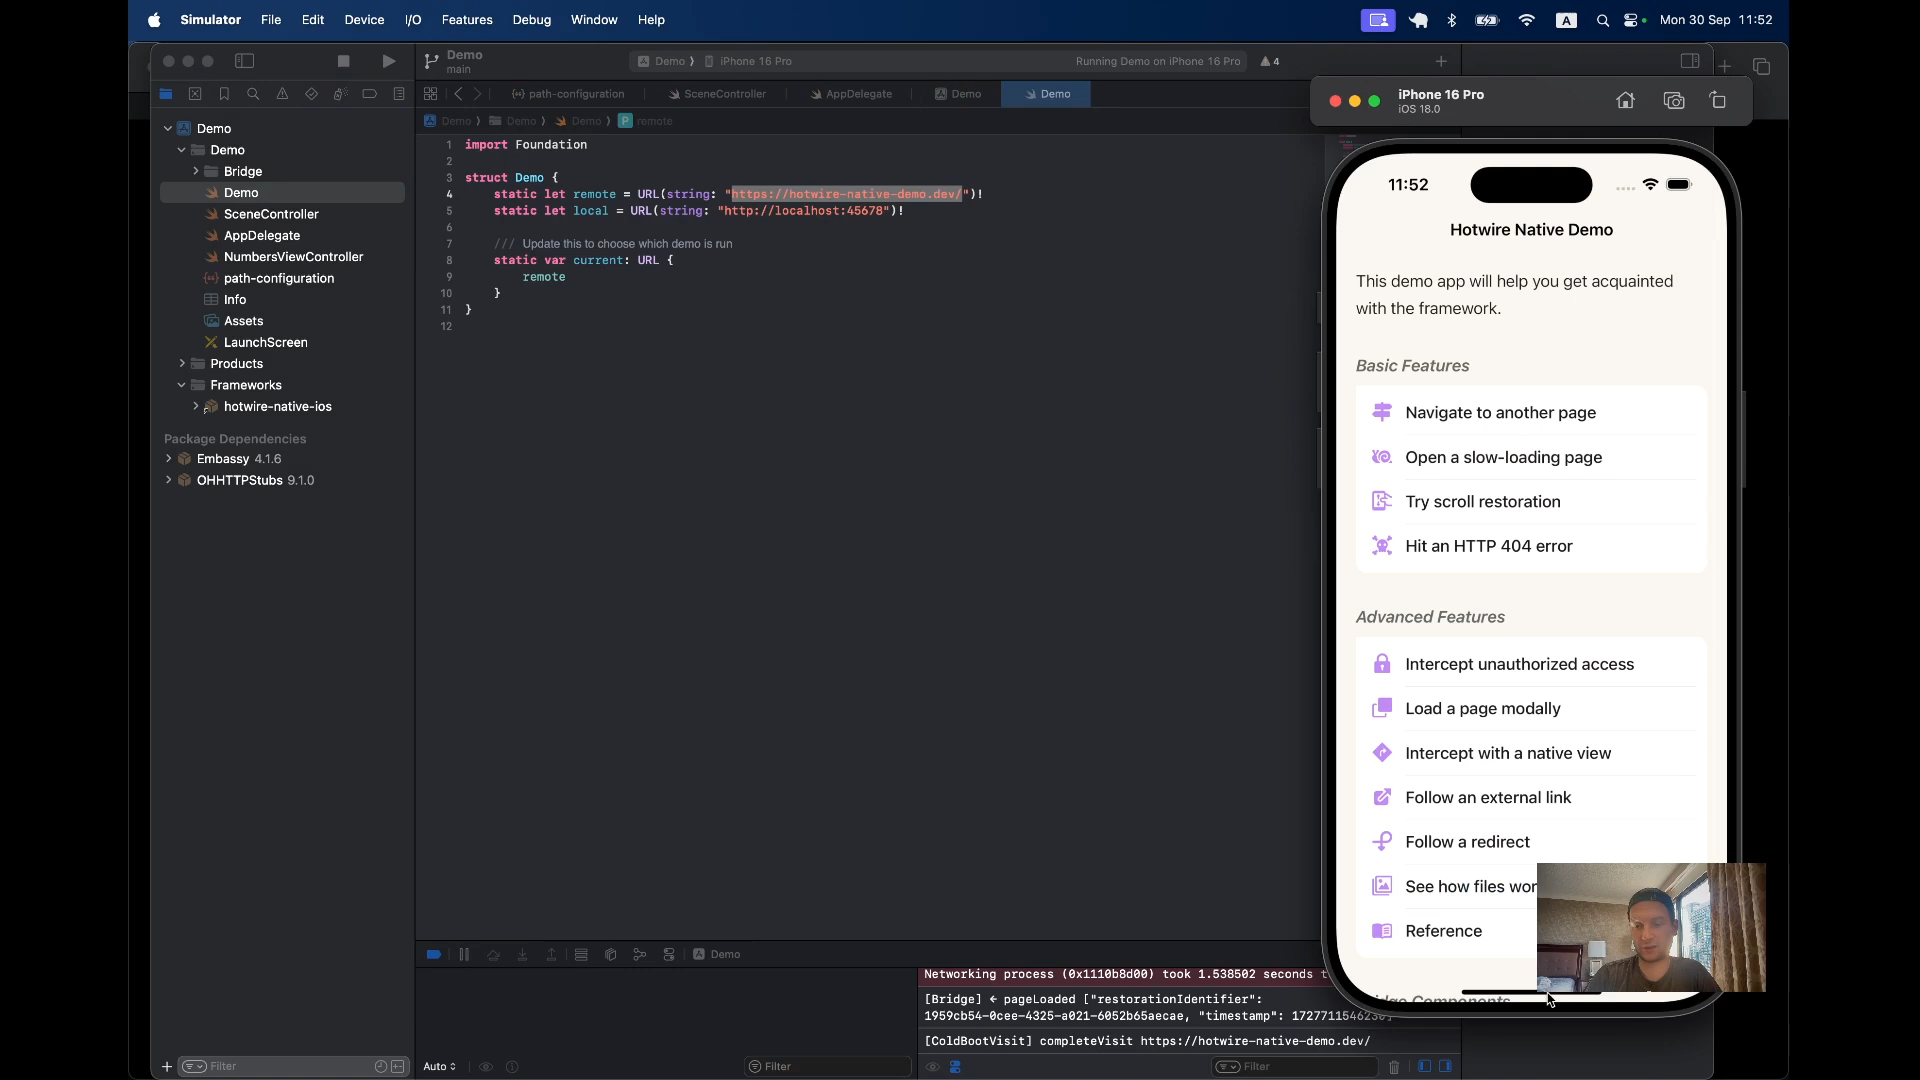 Simulator File Edit Device I/O Features Debug Window Help
A Mon 30 Sep 11:52
Demo
main
Demo iPhone 16 Pro
Running Demo on iPhone 16 Pro 4
path-configuration SceneController AppDelegate Demo Demo
Demo Demo Demo P remote
Demo
Demo
Bridge
Demo
SceneController
AppDelegate
NumbersViewController
path-configuration
Info
Assets
LaunchScreen
Products
Frameworks
hotwire-native-ios
Package Dependencies
Embassy 4.1.6
OHHTTPStubs 9.1.0
Filter
1 import Foundation
2
3 struct Demo {
4 static let remote = URL(string: "https://hotwire-native-demo.dev/")!
5 static let local = URL(string: "http://localhost:45678")!
6
7 /// Update this to choose which demo is run
8 static var current: URL {
9 remote
10 }
11 }
12
Demo
Networking process (0x1110b8d00) took 1.538502 seconds t
[Bridge] ← pageLoaded ["restorationIdentifier":
1959cb54-0cee-4325-a021-6052b65aecae, "timestamp": 1727711546230],
[ColdBootVisit] completeVisit https://hotwire-native-demo.dev/
Auto
Filter
Filter
iPhone 16 Pro
iOS 18.0
11:52
Hotwire Native Demo
This demo app will help you get acquainted
with the framework.
Basic Features
Navigate to another page
Open a slow-loading page
Try scroll restoration
Hit an HTTP 404 error
Advanced Features
Intercept unauthorized access
Load a page modally
Intercept with a native view
Follow an external link
Follow a redirect
See how files wor
Reference
Components